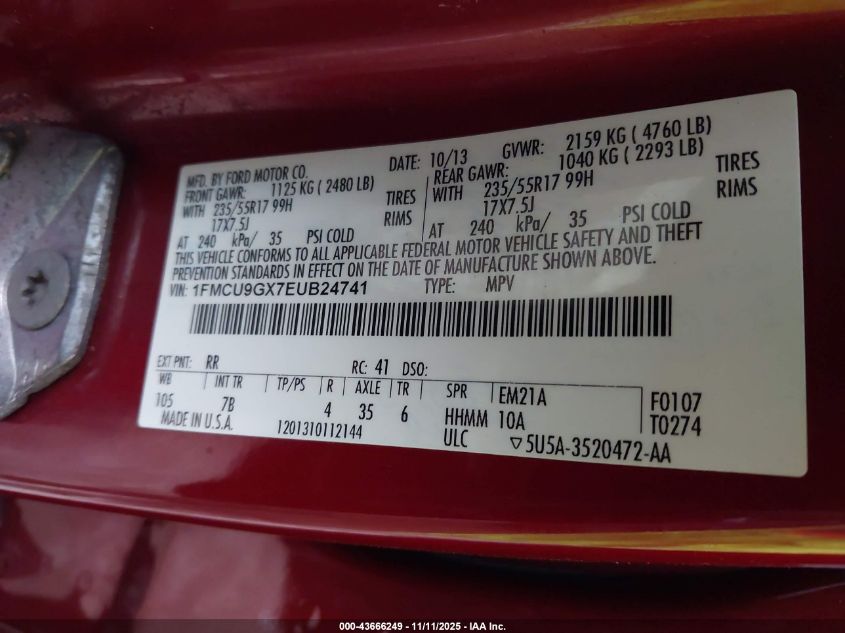 MFD. BY FORD MOTOR CO.
DATE: 10/13 GVWR: 2159 KG ( 4760 LB)
FRONT GAWR: 1125 KG ( 2480 LB)
REAR GAWR: 1040 KG ( 2293 LB)
WITH 235/55R17 99H TIRES
WITH 235/55R17 99H TIRES
17X7.5J RIMS
17X7.5J RIMS
AT 240 kPa/ 35 PSI COLD
AT 240 kPa/ 35 PSI COLD
THIS VEHICLE CONFORMS TO ALL APPLICABLE FEDERAL MOTOR VEHICLE SAFETY AND THEFT
PREVENTION STANDARDS IN EFFECT ON THE DATE OF MANUFACTURE SHOWN ABOVE.
VIN: 1FMCU9GX7EUB24741 TYPE: MPV
EXT PNT: RR RC: 41 DSO:
WB INT TR TP/PS R AXLE TR SPR EM21A F0107
105 7B 4 35 6 HHMM 10A T0274
MADE IN U.S.A. 1201310112144 ULC ▽5U5A-3520472-AA
000-43666249 - 11/11/2025 - IAA Inc.